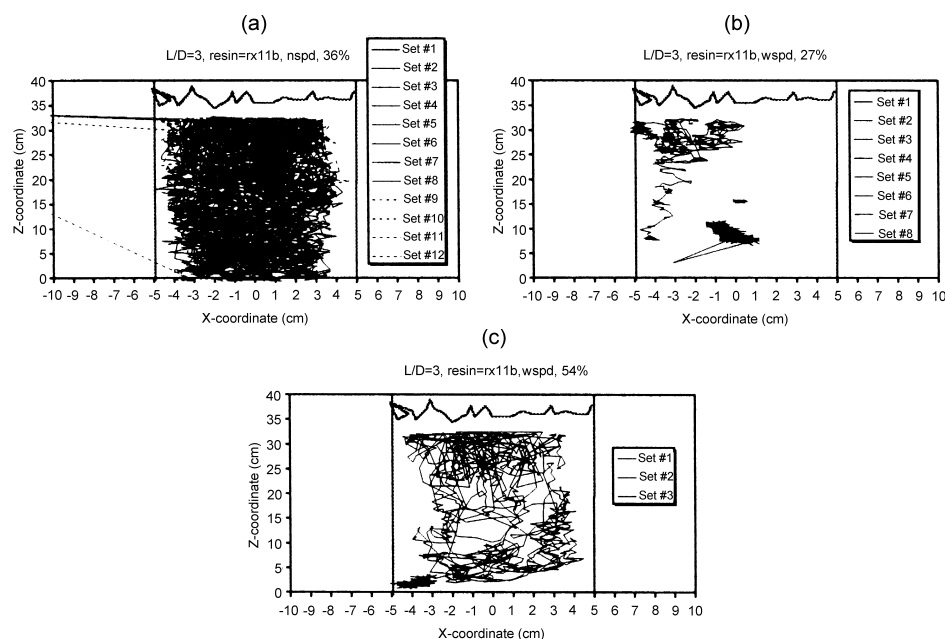 (a)
L/D=3, resin=rx11b, nspd, 36%
Z-coordinate (cm)
40
35
30
25
20
15
10
5
0
-10 -9 -8 -7 -6 -5 -4 -3 -2 -1 0 1 2 3 4 5 6 7 8 9 10
X-coordinate (cm)
Set #1
Set #2
Set #3
Set #4
Set #5
Set #6
Set #7
Set #8
Set #9
Set #10
Set #11
Set #12
(b)
L/D=3, resin=rx11b,wspd, 27%
Z-coordinate (cm)
40
35
30
25
20
15
10
5
0
-10 -9 -8 -7 -6 -5 -4 -3 -2 -1 0 1 2 3 4 5 6 7 8 9 10
X-coordinate (cm)
Set #1
Set #2
Set #3
Set #4
Set #5
Set #6
Set #7
Set #8
(c)
L/D=3, resin=rx11b,wspd, 54%
Z-coordinate (cm)
40
35
30
25
20
15
10
5
0
-10 -9 -8 -7 -6 -5 -4 -3 -2 -1 0 1 2 3 4 5 6 7 8 9 10
X-coordinate (cm)
Set #1
Set #2
Set #3